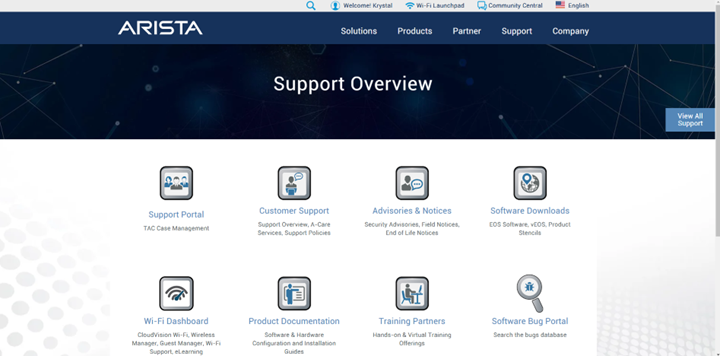 Welcome! Krystal
Wi-Fi Launchpad
Community Central
English
ARISTA
Solutions
Products
Partner
Support
Company
Support Overview
View All
Support
Support Portal
TAC Case Management
Customer Support
Support Overview, A-Care
Services, Support Policies
Advisories & Notices
Security Advisories, Field Notices,
End of Life Notices
Software Downloads
EOS Software, vEOS, Product
Stencils
Wi-Fi Dashboard
CloudVision Wi-Fi, Wireless
Manager, Guest Manager, Wi-Fi
Support, eLearning
Product Documentation
Software & Hardware
Configuration and Installation
Guides
Training Partners
Hands-on & Virtual Training
Offerings
Software Bug Portal
Search the bugs database